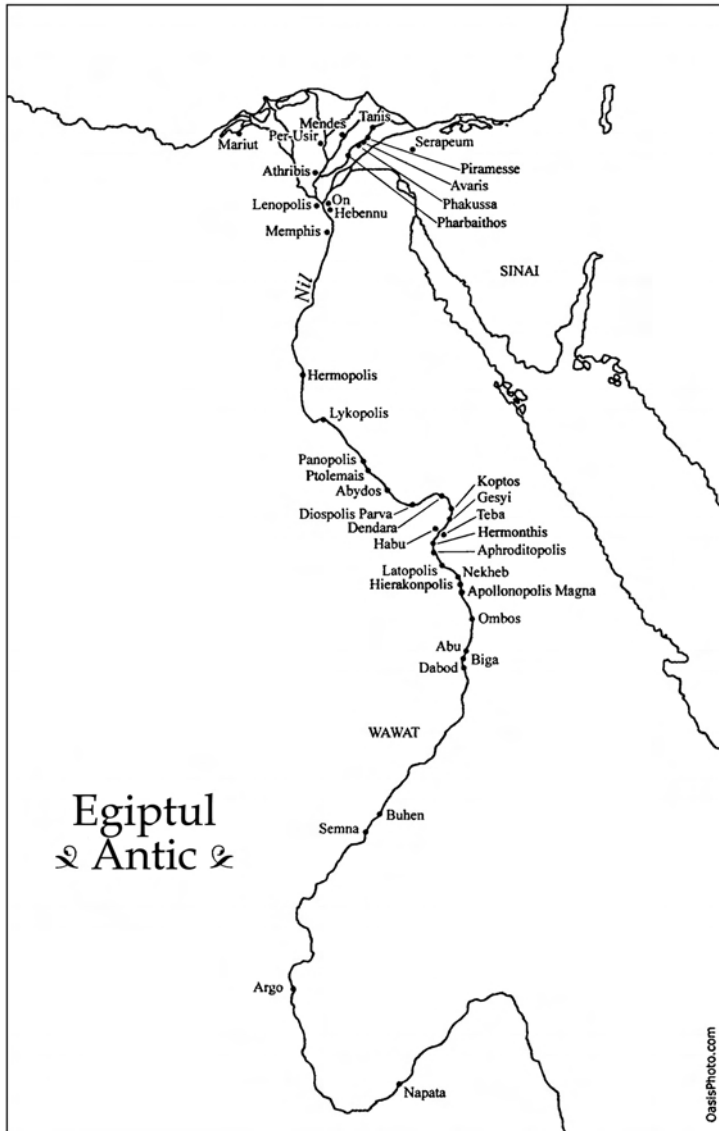 Tanis
Mendes
Per-Usir
Mariut
Serapeum
Piramesse
Athribis
Avaris
Phakussa
On
Lenopolis
Hebennu
Pharbaithos
Memphis
SINAI
Nil
Hermopolis
Lykopolis
Panopolis
Ptolemais
Koptos
Abydos
Gesyi
Diospolis Parva
Teba
Dendara
Hermonthis
Habu
Aphroditopolis
Latopolis
Nekheb
Hierakonpolis
Apollonopolis Magna
Ombos
Abu
Biga
Dabod
WAWAT
Egiptul
Antic
Buhen
Semna
Argo
Napata
OasisPhoto.com